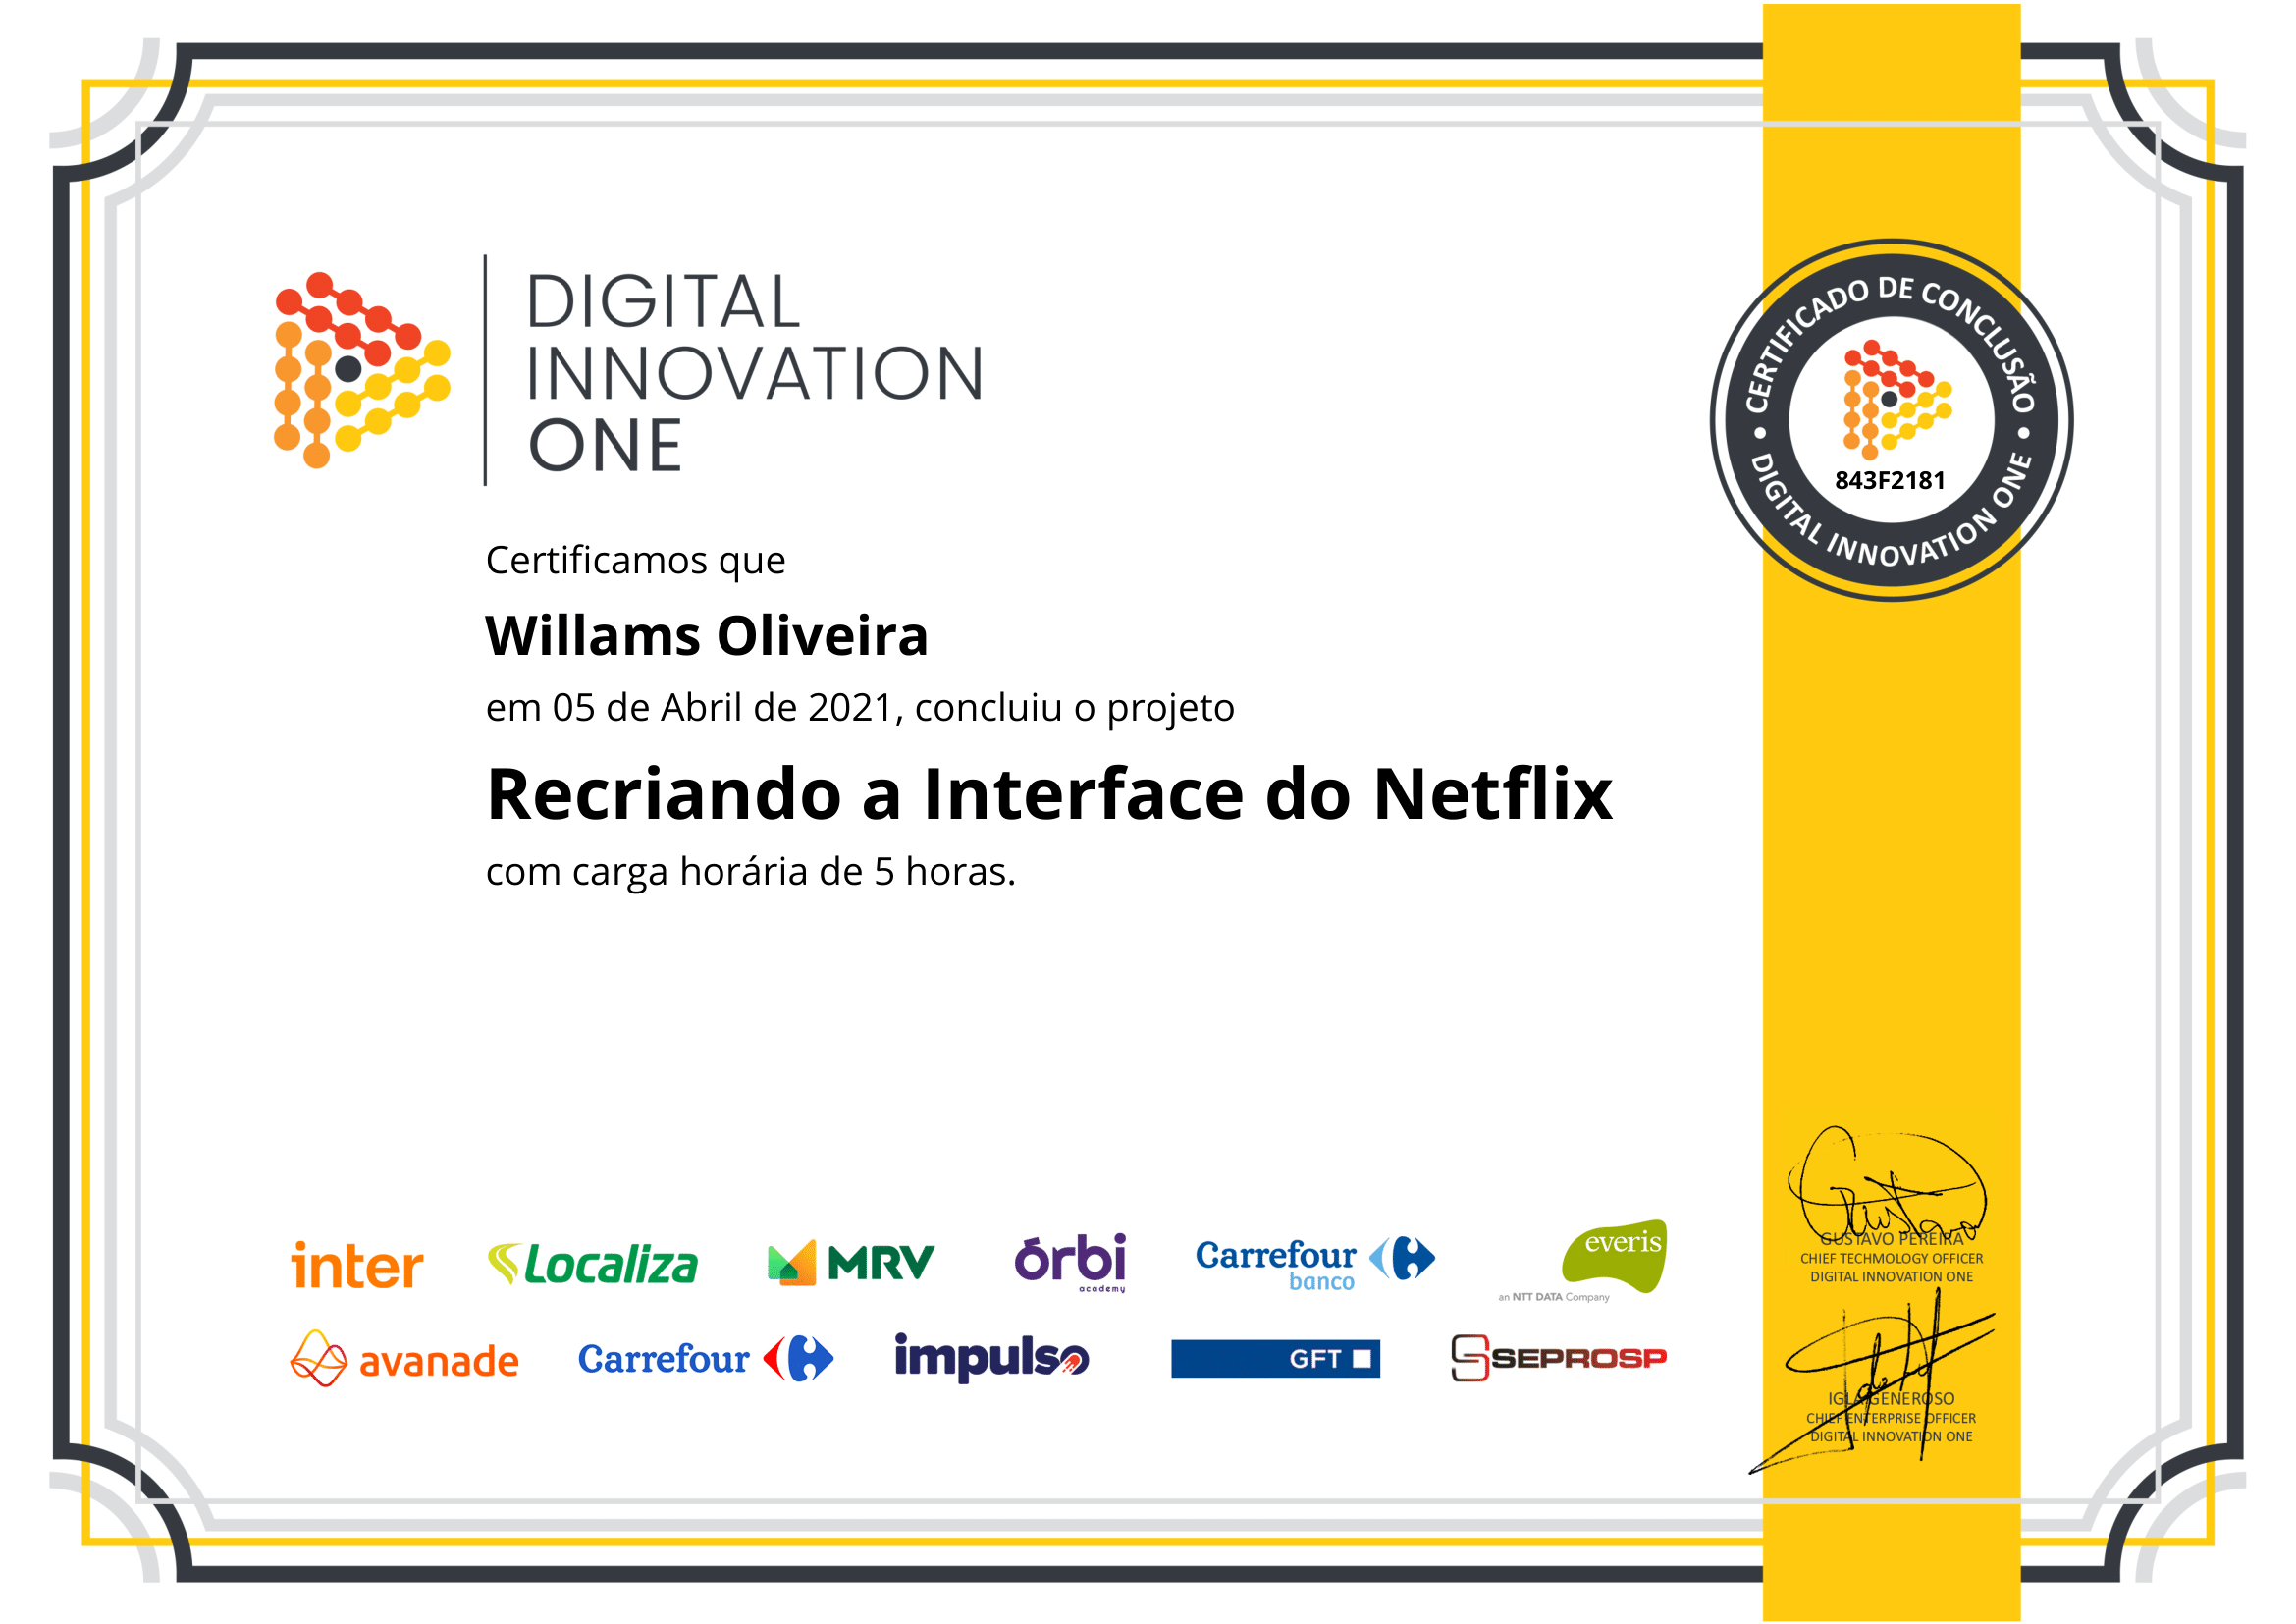 DIGITAL
INNOVATION
ONE
CERTIFICADO DE CONCLUSÃO
843F2181
DIGITAL INNOVATION ONE
Certificamos que
Willams Oliveira
em 05 de Abril de 2021, concluiu o projeto
Recriando a Interface do Netflix
com carga horária de 5 horas.
inter
Localiza
MRV
órbi
academy
Carrefour
banco
everis
an NTT DATA Company
avanade
Carrefour
impulso
GFT
SEPROSP
GUSTAVO PEREIRA
CHIEF TECHMOLOGY OFFICER
DIGITAL INNOVATION ONE
IGLA GENEROSO
CHIEF ENTERPRISE OFFICER
DIGITAL INNOVATION ONE